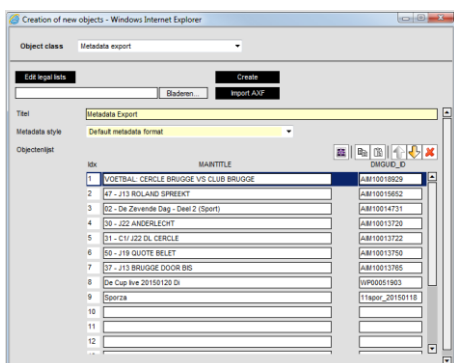 Creation of new objects - Windows Internet Explorer
Object class Metadata export
Edit legal lists Create
Bladeren... Import AXF
Titel Metadata Export
Metadata style Default metadata format
Objectenlijst
Idx MAINTITLE DMGUID_ID
1 VOETBAL: CERCLE BRUGGE VS CLUB BRUGGE AIM10018929
2 47 - J13 ROLAND SPREEKT AIM10015652
3 02 - De Zevende Dag - Deel 2 (Sport) AIM10014731
4 30 - J22 ANDERLECHT AIM10013720
5 31 - C1/ J22 DL CERCLE AIM10013722
6 50 - J19 QUOTE BELET AIM10013750
7 37 - J13 BRUGGE DOOR BIS AIM10013765
8 De Cup live 20150120 Di WP00051903
9 Sporza 11spor_20150118
10
11
12